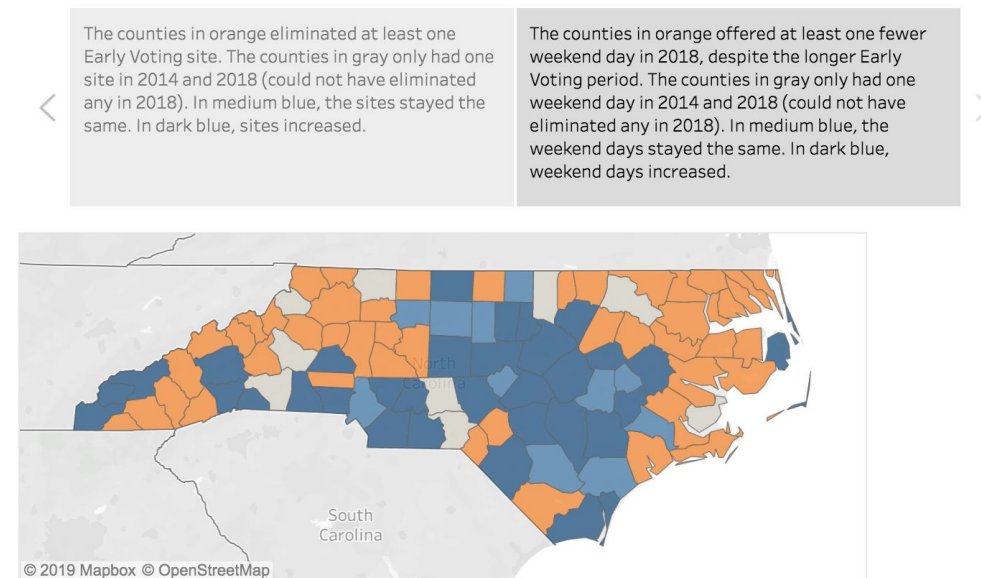 The counties in orange eliminated at least one
Early Voting site. The counties in gray only had one
site in 2014 and 2018 (could not have eliminated
any in 2018). In medium blue, the sites stayed the
same. In dark blue, sites increased.
The counties in orange offered at least one fewer
weekend day in 2018, despite the longer Early
Voting period. The counties in gray only had one
weekend day in 2014 and 2018 (could not have
eliminated any in 2018). In medium blue, the
weekend days stayed the same. In dark blue,
weekend days increased.
North
Carolina
South
Carolina
© 2019 Mapbox © OpenStreetMap